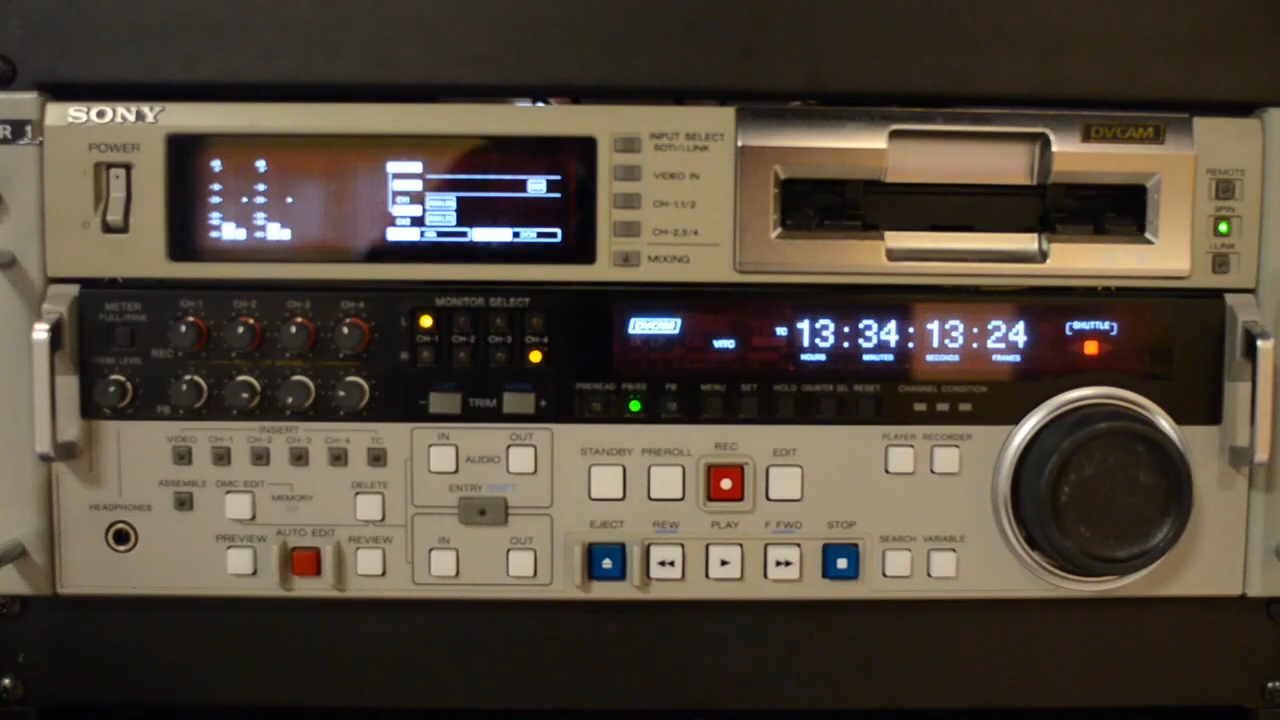 R 1
SONY
DVCAM
POWER
INPUT SELECT
SDTI/i.LINK
VIDEO IN
CH-1,1/2
CH-2,3/4
MIXING
REMOTE
9PIN
i.LINK
METER
FULL/FINE
CH-1 CH-2 CH-3 CH-4
REC
PB
MONITOR SELECT
L
R
CH-1 CH-2 CH-3 CH-4
- TRIM +
DVCAM
VITC
TC 13:34:13:24
HOURS MINUTES SECONDS FRAMES
[SHUTTLE]
PREREAD PB/EE PB MENU SET HOLD COUNTER SEL RESET
CHANNEL CONDITION
INSERT
VIDEO CH-1 CH-2 CH-3 CH-4 TC
ASSEMBLE DMC EDIT MEMORY DELETE
HEADPHONES
PREVIEW AUTO EDIT REVIEW
IN AUDIO OUT
ENTRY SHIFT
IN OUT
STANDBY PREROLL REC EDIT
EJECT REW PLAY F FWD STOP
PLAYER RECORDER
SEARCH VARIABLE